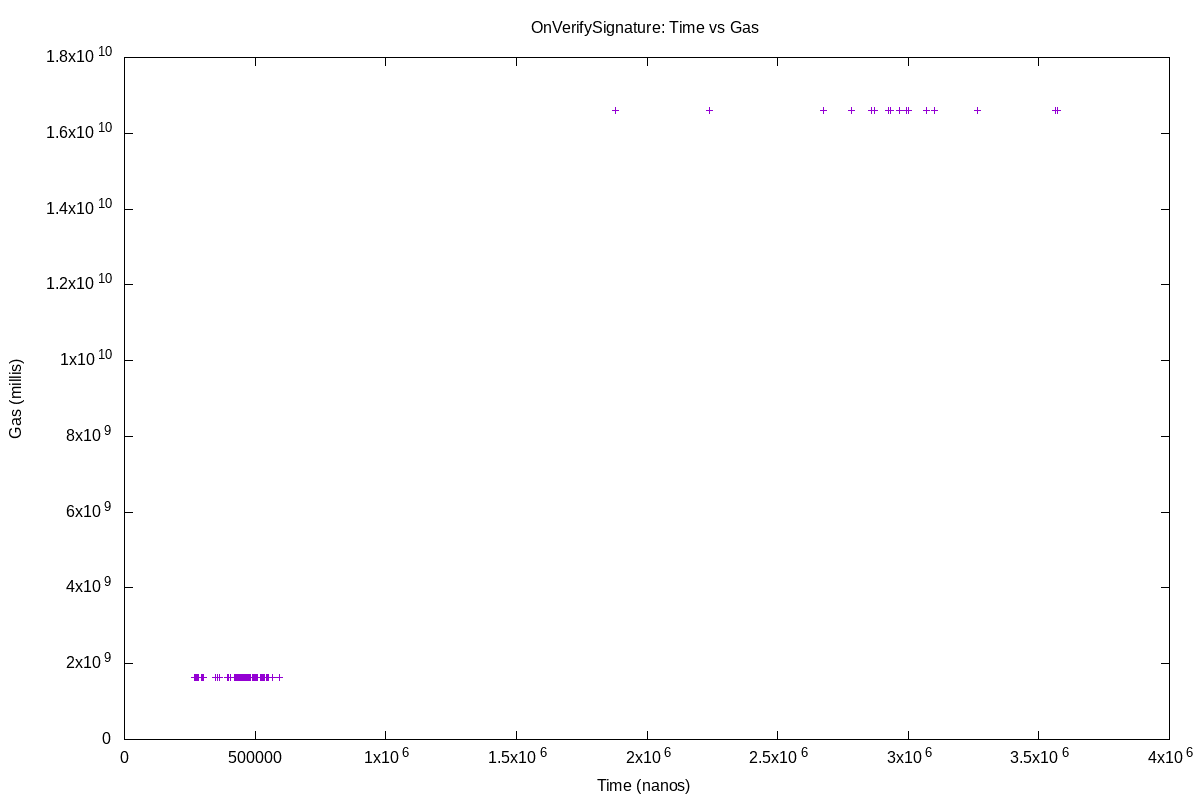 OnVerifySignature: Time vs Gas
1.8x10^10
1.6x10^10
1.4x10^10
1.2x10^10
1x10^10
8x10^9
6x10^9
4x10^9
2x10^9
0
Gas (millis)
0 500000 1x10^6 1.5x10^6 2x10^6 2.5x10^6 3x10^6 3.5x10^6 4x10^6
Time (nanos)